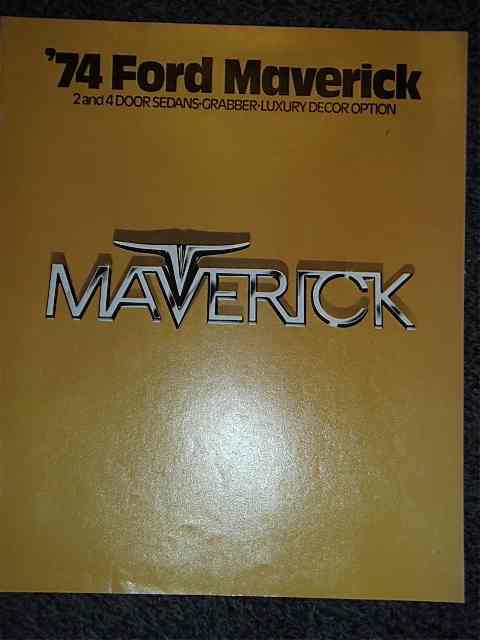 '74 Ford Maverick
2 and 4 DOOR SEDANS•GRABBER•LUXURY DECOR OPTION
MAVERICK